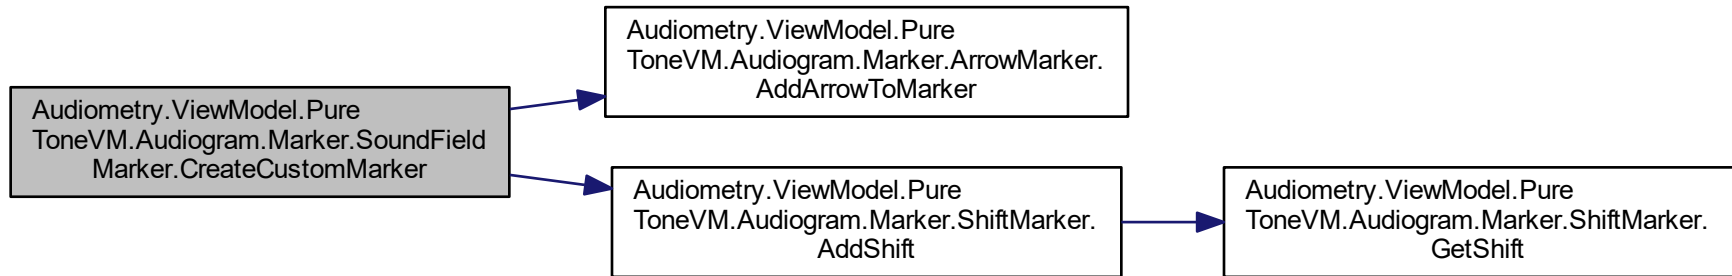 Audiometry.ViewModel.Pure
ToneVM.Audiogram.Marker.SoundField
Marker.CreateCustomMarker
Audiometry.ViewModel.Pure
ToneVM.Audiogram.Marker.ArrowMarker.
AddArrowToMarker
Audiometry.ViewModel.Pure
ToneVM.Audiogram.Marker.ShiftMarker.
AddShift
Audiometry.ViewModel.Pure
ToneVM.Audiogram.Marker.ShiftMarker.
GetShift